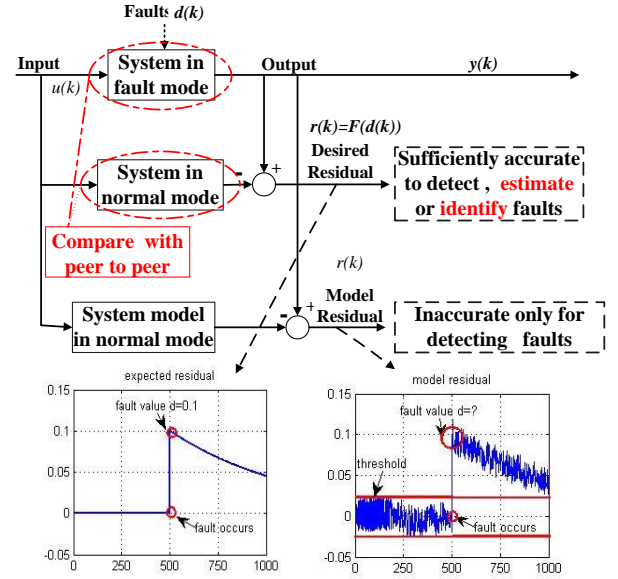 Faults d(k)
Input
u(k)
System in
fault mode
Output
y(k)
r(k)=F(d(k))
Desired
Residual
System in
normal mode
-
+
Sufficiently accurate
to detect , estimate
or identify faults
Compare with
peer to peer
r(k)
System model
in normal mode
-
+
Model
Residual
Inaccurate only for
detecting faults
expected residual
0.15
0.1
0.05
0
-0.05
0 250 500 750 1000
fault value d=0.1
fault occurs
model residual
0.15
0.1
0.05
0
-0.05
0 250 500 750 1000
fault value d=?
threshold
fault occurs